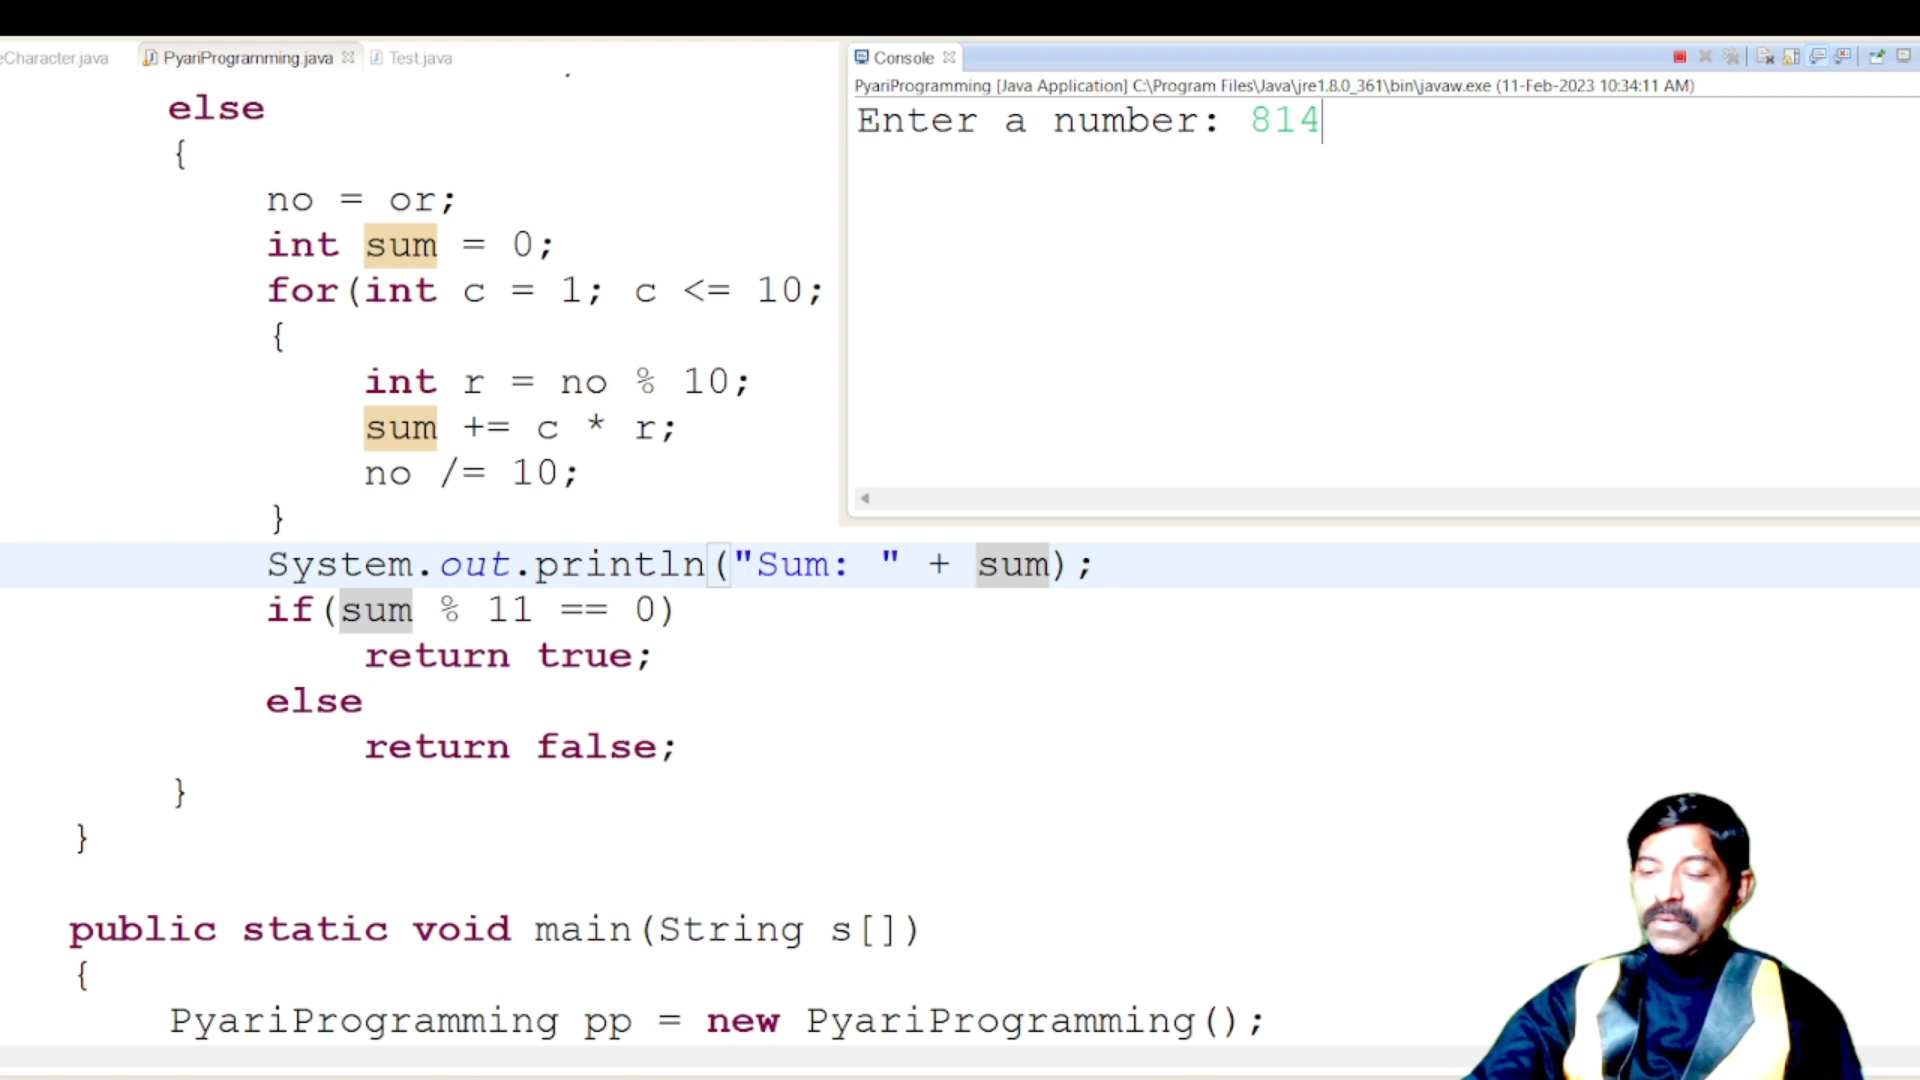 eCharacter.java PyariProgramming.java Test.java
else
{
no = or;
int sum = 0;
for(int c = 1; c <= 10;
{
int r = no % 10;
sum += c * r;
no /= 10;
}
System.out.println("Sum: " + sum);
if(sum % 11 == 0)
return true;
else
return false;
}
}
public static void main(String s[])
{
PyariProgramming pp = new PyariProgramming();
Console
PyariProgramming [Java Application] C:\Program Files\Java\jre1.8.0_361\bin\javaw.exe (11-Feb-2023 10:34:11 AM)
Enter a number: 814